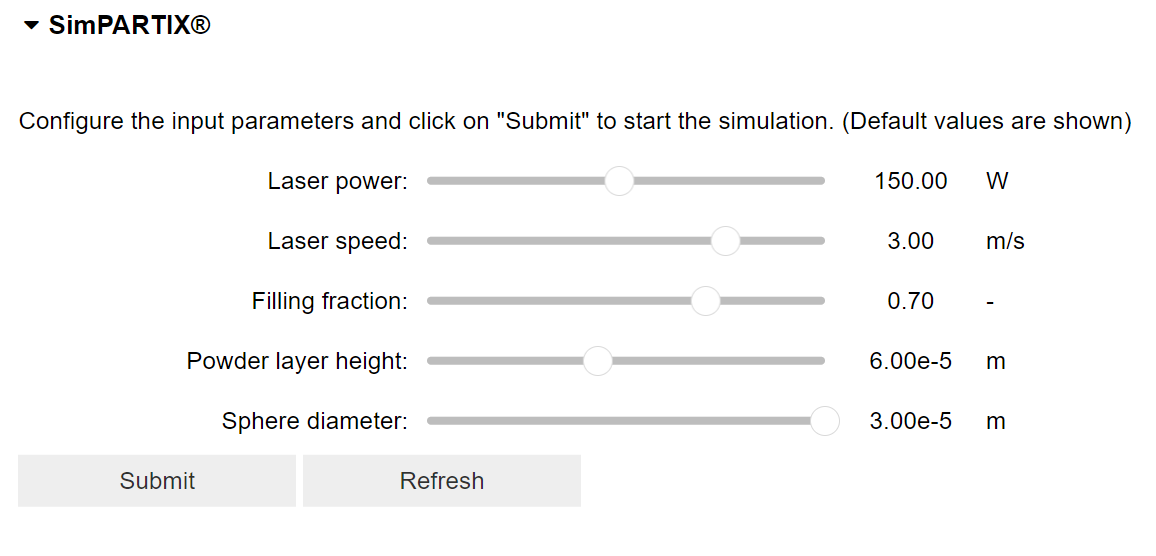 SimPARTIX®
Configure the input parameters and click on "Submit" to start the simulation. (Default values are shown)
Laser power: 150.00 W
Laser speed: 3.00 m/s
Filling fraction: 0.70 -
Powder layer height: 6.00e-5 m
Sphere diameter: 3.00e-5 m
Submit Refresh